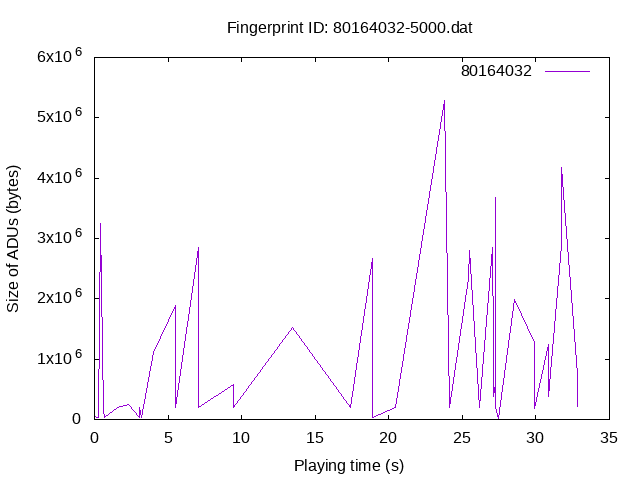 Fingerprint ID: 80164032-5000.dat
80164032
6x10^6
5x10^6
4x10^6
3x10^6
2x10^6
1x10^6
0
Size of ADUs (bytes)
0 5 10 15 20 25 30 35
Playing time (s)